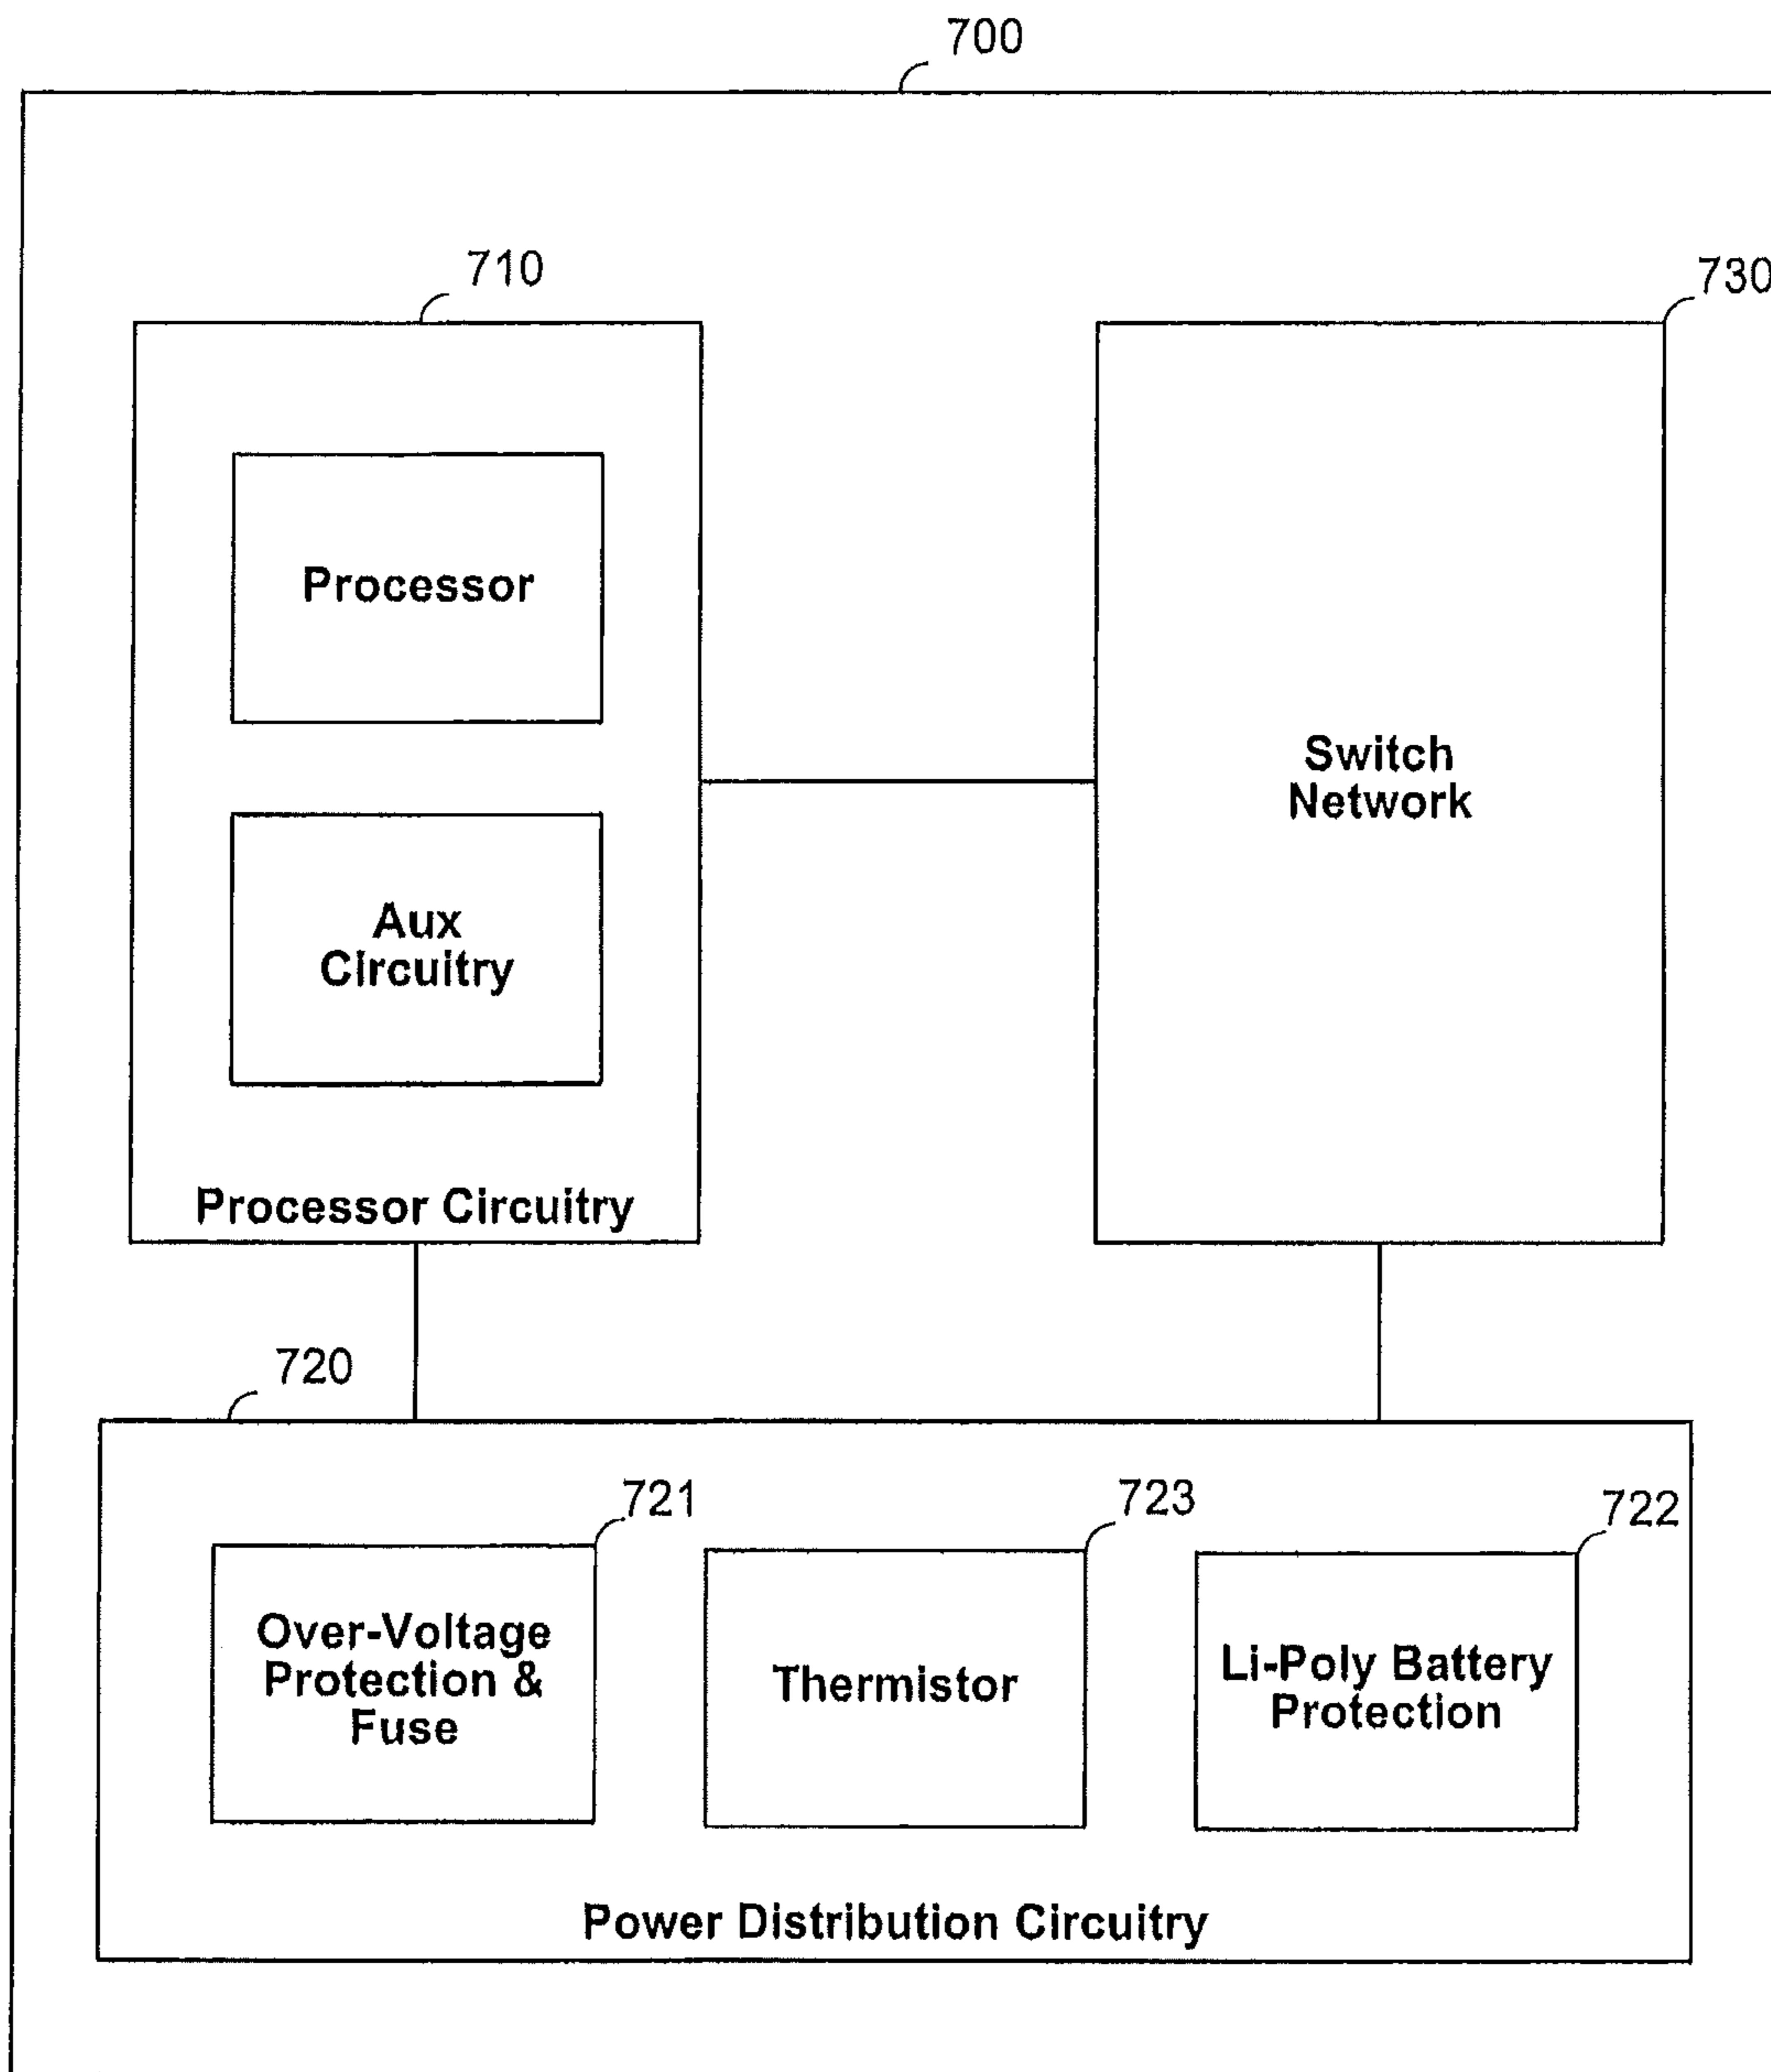 700
710
730
Processor
Switch
Network
Aux
Circuitry
Processor Circuitry
720
721
723
722
Over-Voltage
Protection &
Fuse
Thermistor
Li-Poly Battery
Protection
Power Distribution Circuitry